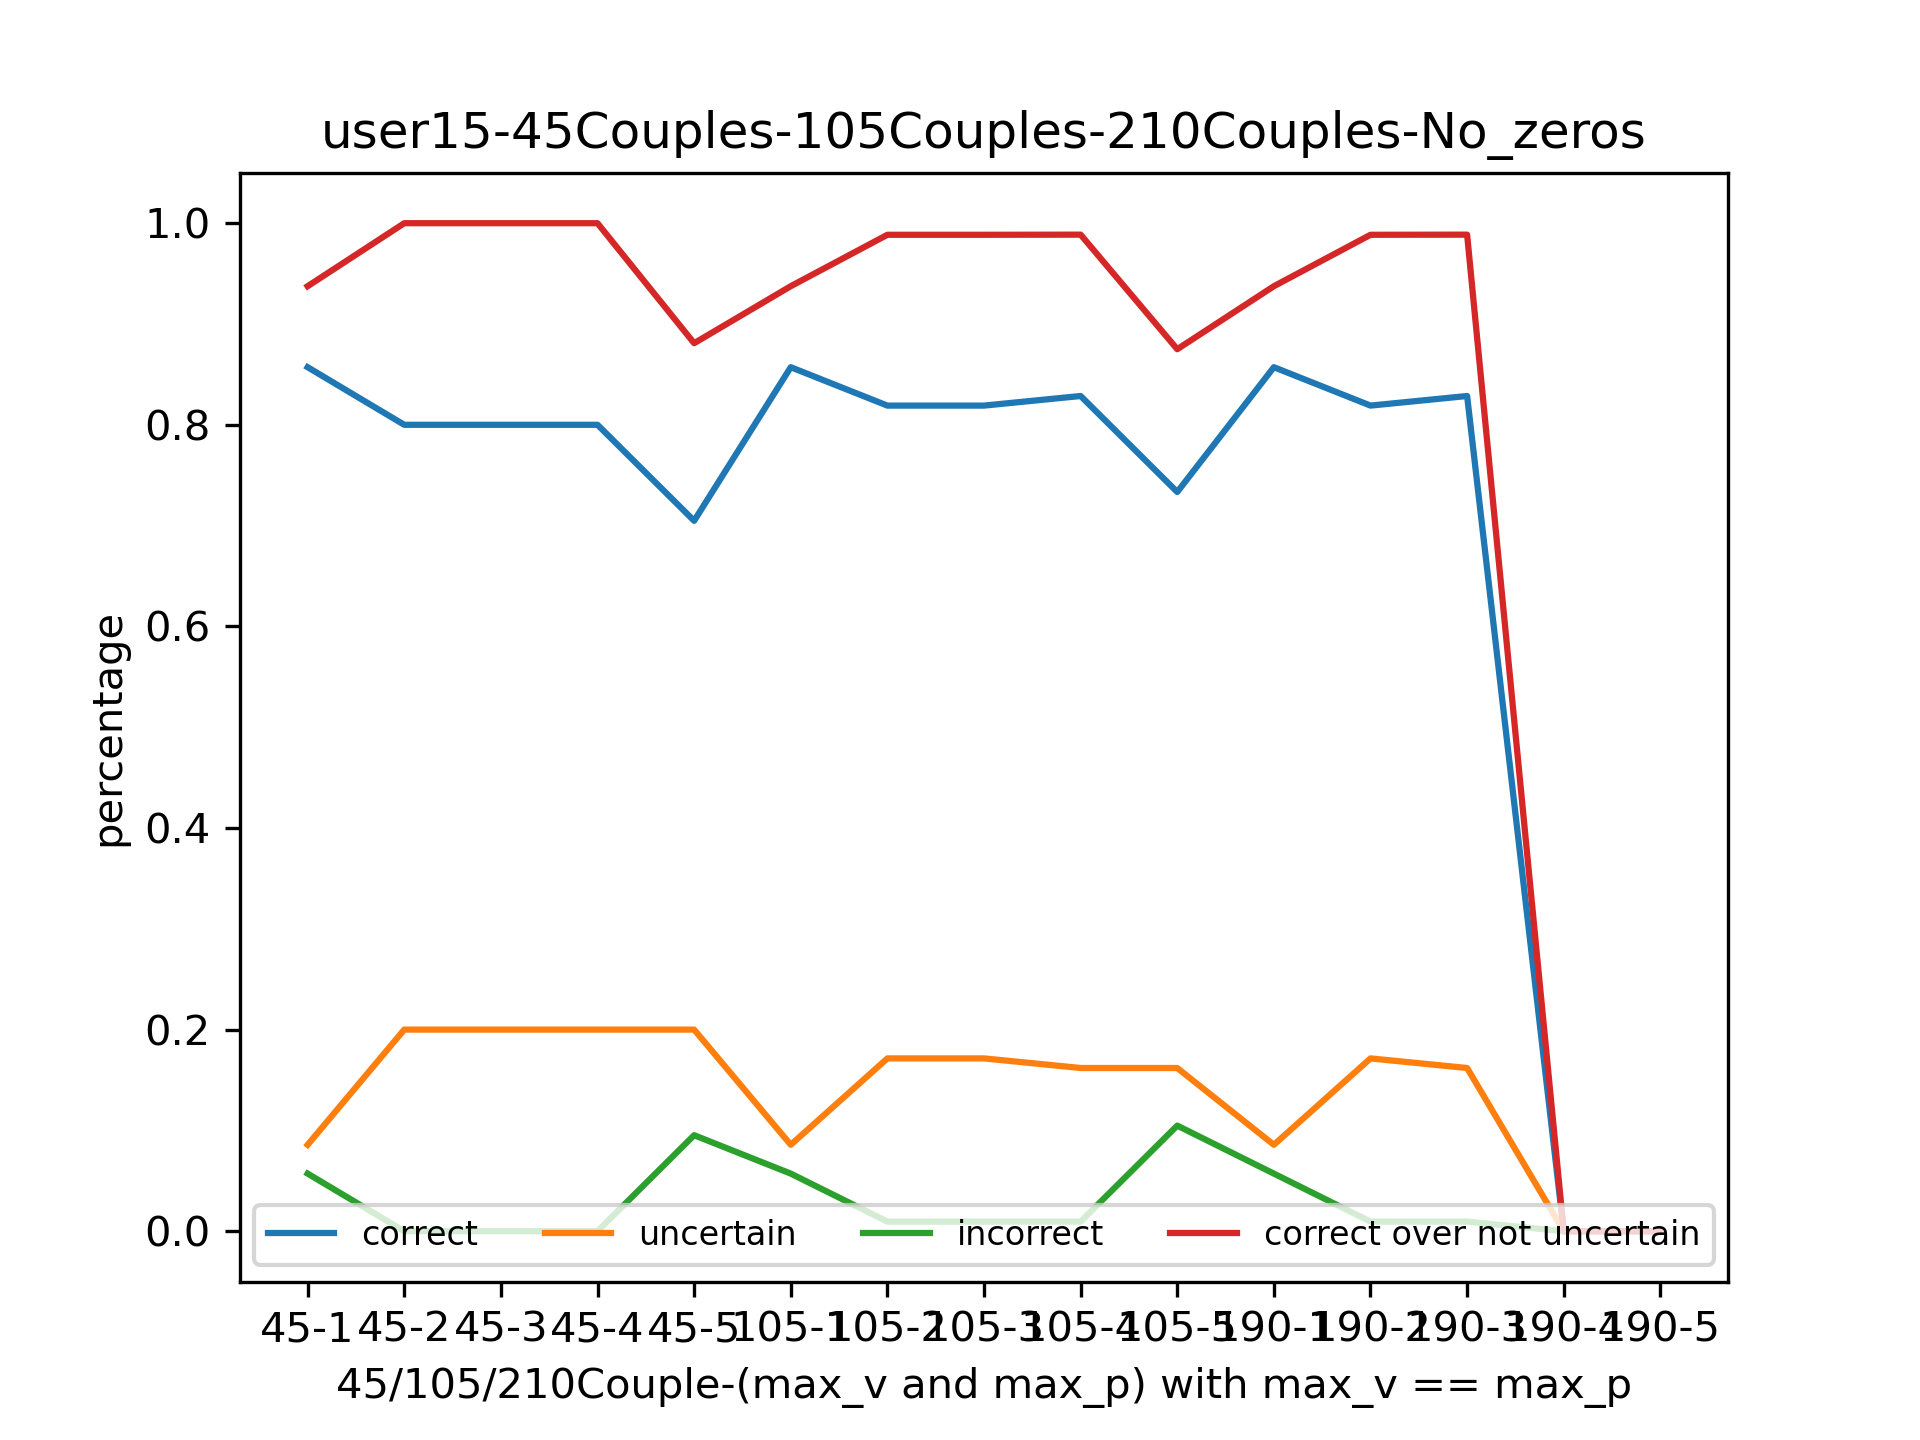 user15-45Couples-105Couples-210Couples-No_zeros
percentage
1.0
0.8
0.6
0.4
0.2
0.0
correct uncertain incorrect correct over not uncertain
45-1 45-2 45-3 45-4 45-5 105-1 105-2 105-3 105-4 105-5 190-1 190-2 190-3 190-4 190-5
45/105/210Couple-(max_v and max_p) with max_v == max_p